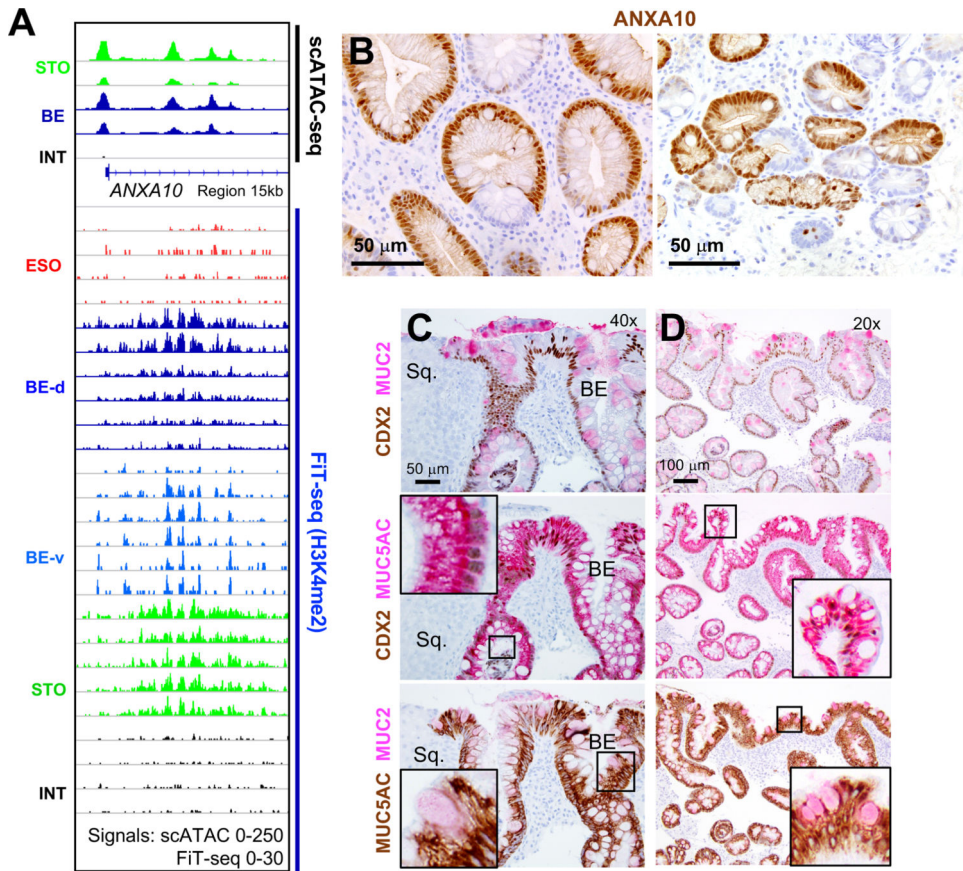 A
STO
BE
INT
scATAC-seq
ANXA10 Region 15kb
ESO
BE-d
BE-v
STO
INT
FiT-seq (H3K4me2)
Signals: scATAC 0-250
FiT-seq 0-30
ANXA10
B
50 μm
50 μm
C
40x
CDX2 MUC2
Sq.
BE
50 μm
D
20x
100 μm
CDX2 MUC5AC
BE
Sq.
MUC5AC MUC2
Sq.
BE